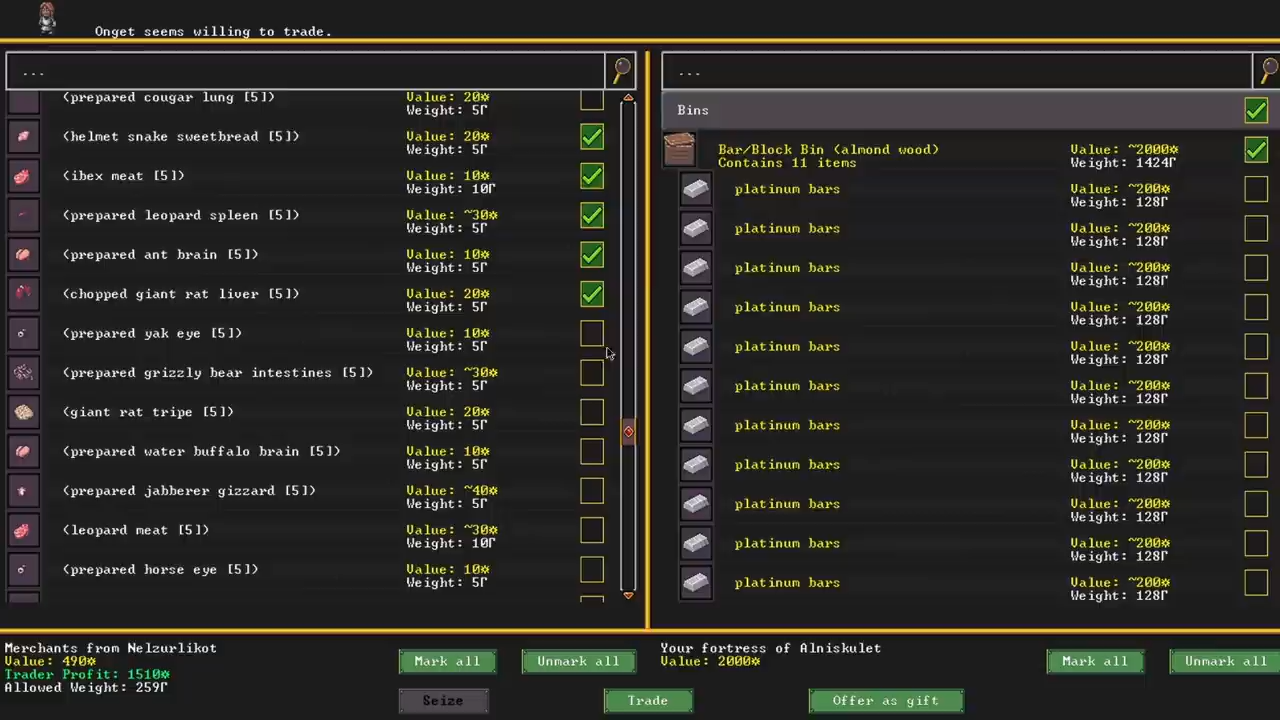 Onget seems willing to trade.
...
...
(prepared cougar lung [5]) Value: 20☼
Weight: 5Γ
(helmet snake sweetbread [5]) Value: 20☼
Weight: 5Γ
(ibex meat [5]) Value: 10☼
Weight: 10Γ
(prepared leopard spleen [5]) Value: ~30☼
Weight: 5Γ
(prepared ant brain [5]) Value: 10☼
Weight: 5Γ
(chopped giant rat liver [5]) Value: 20☼
Weight: 5Γ
(prepared yak eye [5]) Value: 10☼
Weight: 5Γ
(prepared grizzly bear intestines [5]) Value: ~30☼
Weight: 5Γ
(giant rat tripe [5]) Value: 20☼
Weight: 5Γ
(prepared water buffalo brain [5]) Value: 10☼
Weight: 5Γ
(prepared jabberer gizzard [5]) Value: ~40☼
Weight: 5Γ
(leopard meat [5]) Value: ~30☼
Weight: 10Γ
(prepared horse eye [5]) Value: 10☼
Weight: 5Γ
Bins
Bar/Block Bin (almond wood) Value: ~2000☼
Contains 11 items Weight: 1424Γ
platinum bars Value: ~200☼
Weight: 128Γ
platinum bars Value: ~200☼
Weight: 128Γ
platinum bars Value: ~200☼
Weight: 128Γ
platinum bars Value: ~200☼
Weight: 128Γ
platinum bars Value: ~200☼
Weight: 128Γ
platinum bars Value: ~200☼
Weight: 128Γ
platinum bars Value: ~200☼
Weight: 128Γ
platinum bars Value: ~200☼
Weight: 128Γ
platinum bars Value: ~200☼
Weight: 128Γ
platinum bars Value: ~200☼
Weight: 128Γ
platinum bars Value: ~200☼
Weight: 128Γ
Merchants from Nelzurlikot
Value: 490☼
Trader Profit: 1510☼
Allowed Weight: 259Γ
Mark all
Unmark all
Your fortress of Alniskulet
Value: 2000☼
Mark all
Unmark all
Seize
Trade
Offer as gift